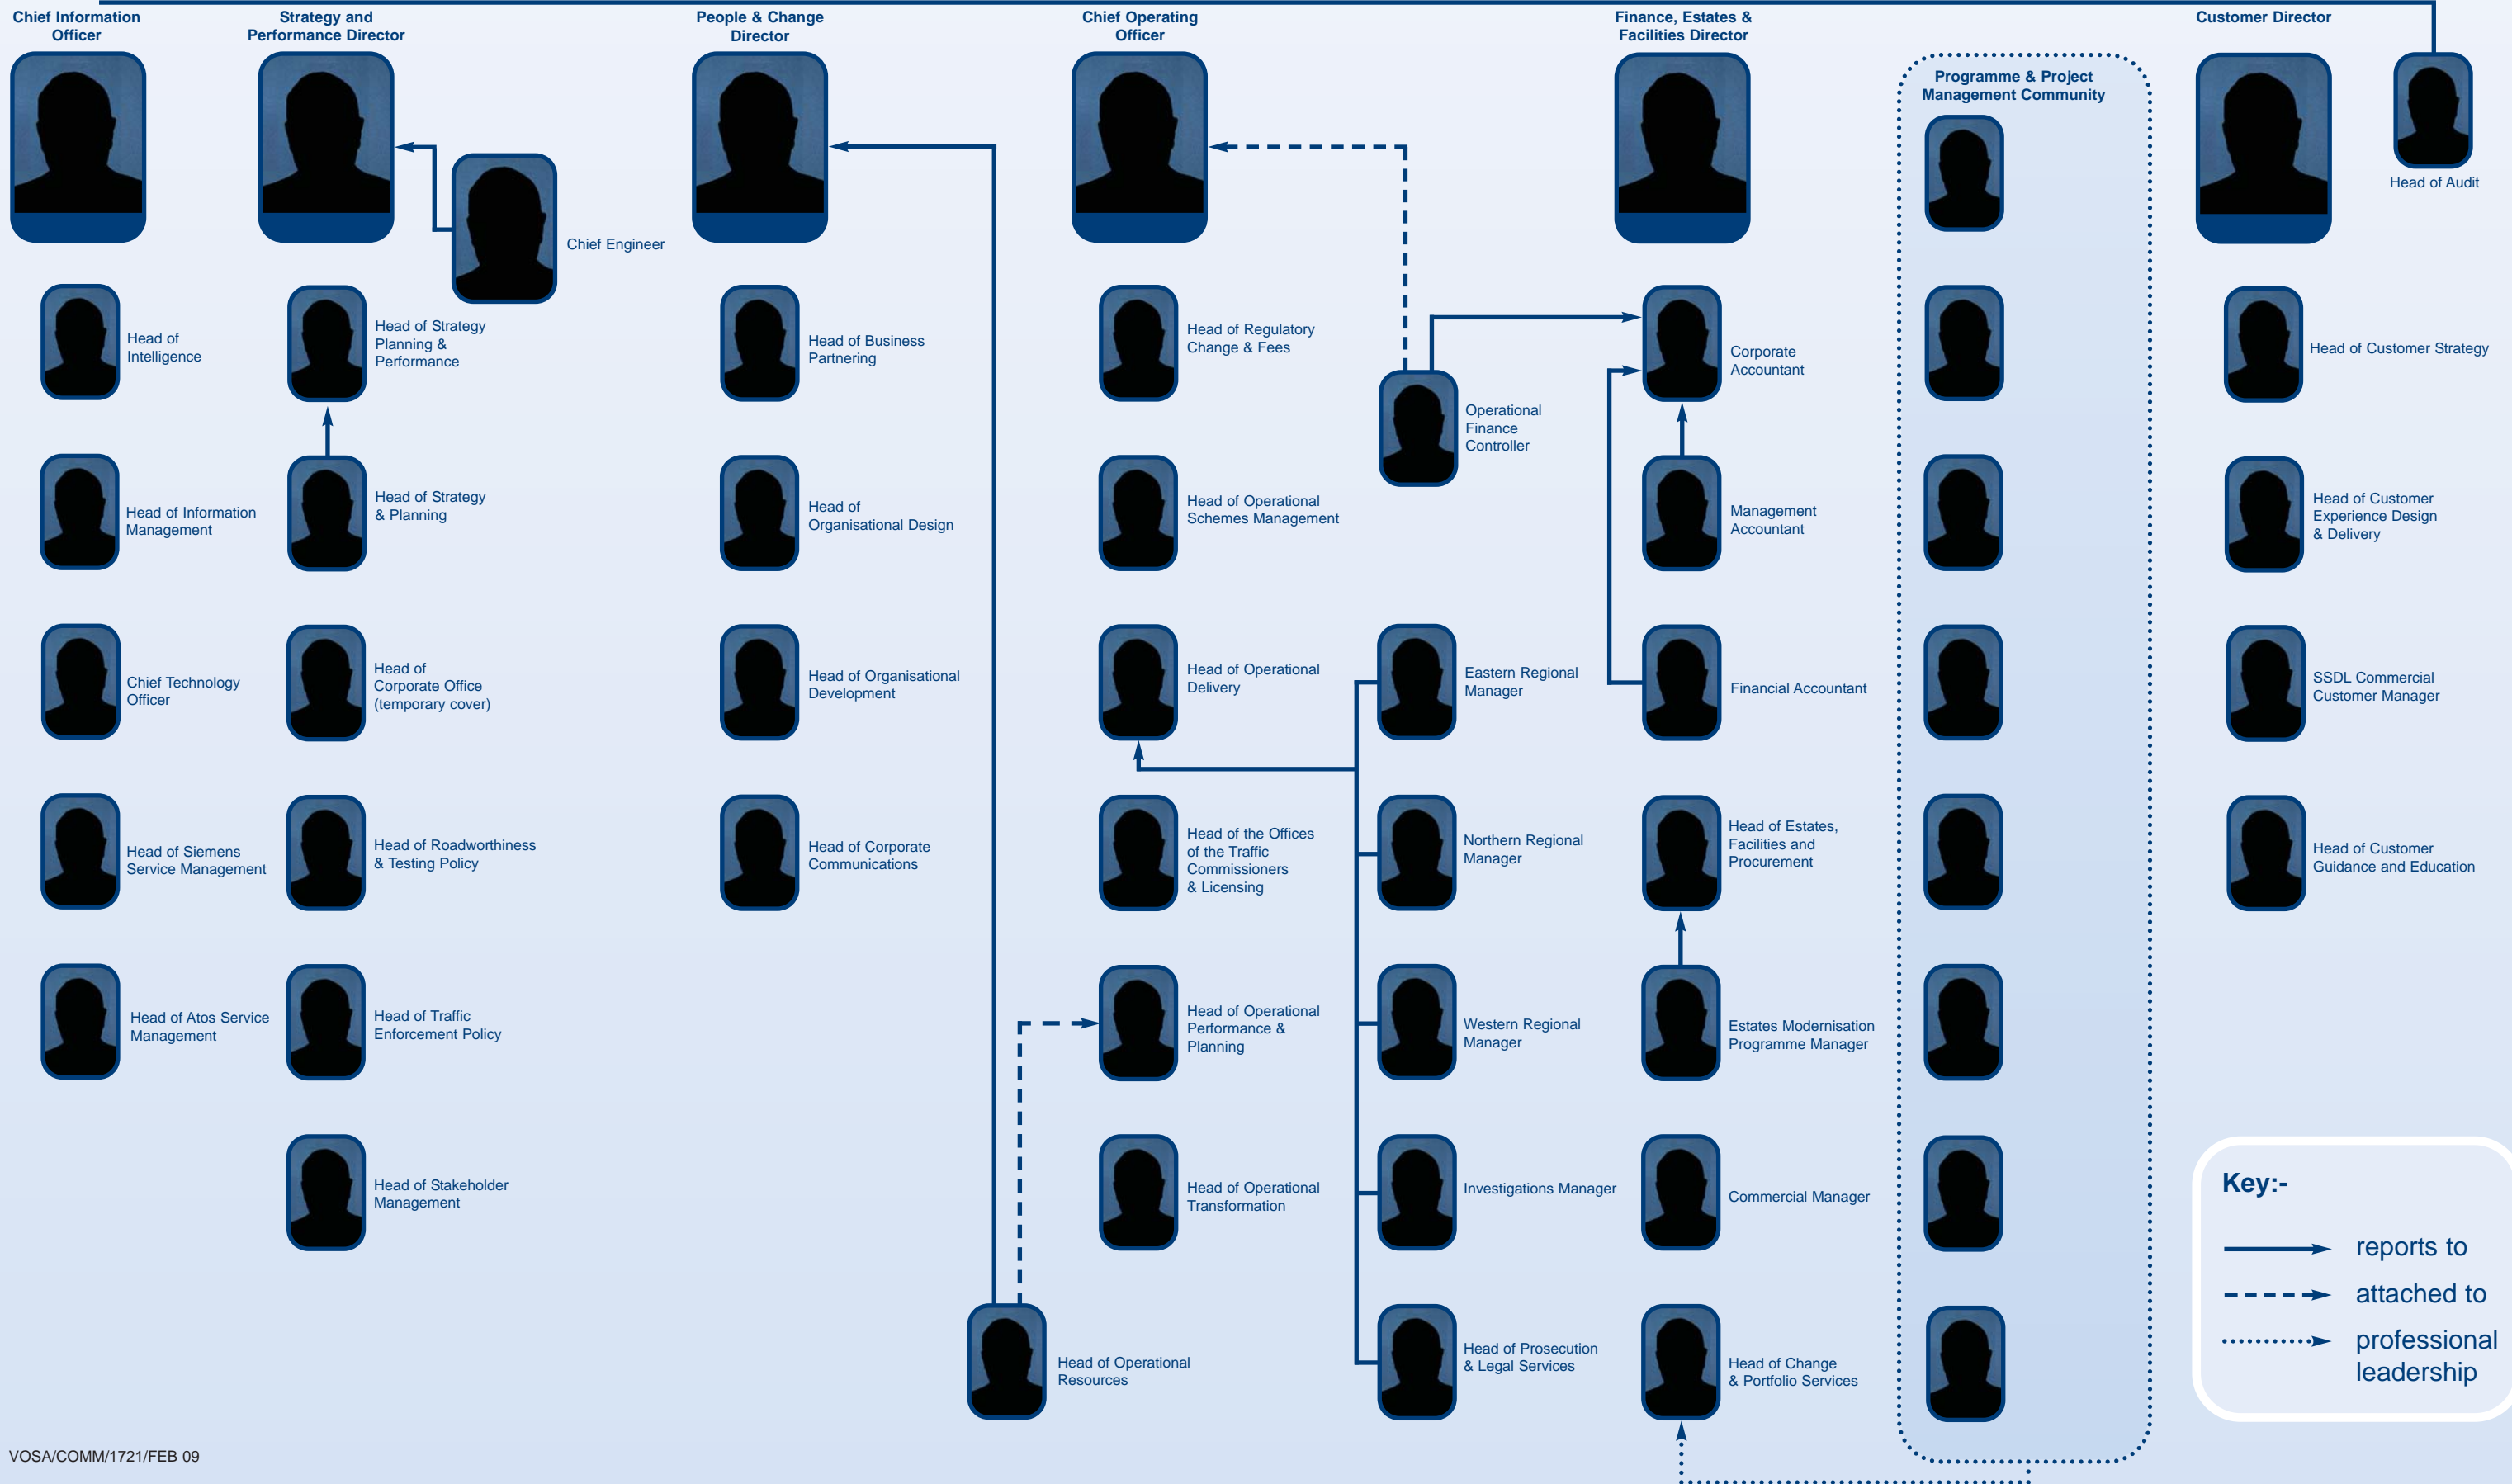 Chief Information
Officer
Strategy and
Performance Director
People & Change
Director
Chief Operating
Officer
Finance, Estates &
Facilities Director
Customer Director
Programme & Project
Management Community
Head of Audit
Chief Engineer
Head of
Intelligence
Head of Information
Management
Chief Technology
Officer
Head of Siemens
Service Management
Head of Atos Service
Management
Head of Strategy
Planning &
Performance
Head of Strategy
& Planning
Head of
Corporate Office
(temporary cover)
Head of Roadworthiness
& Testing Policy
Head of Traffic
Enforcement Policy
Head of Stakeholder
Management
Head of Business
Partnering
Head of
Organisational Design
Head of Organisational
Development
Head of Corporate
Communications
Head of Operational
Resources
Head of Regulatory
Change & Fees
Head of Operational
Schemes Management
Head of Operational
Delivery
Head of the Offices
of the Traffic
Commissioners
& Licensing
Head of Operational
Performance &
Planning
Head of Operational
Transformation
Operational
Finance
Controller
Eastern Regional
Manager
Northern Regional
Manager
Western Regional
Manager
Investigations Manager
Head of Prosecution
& Legal Services
Corporate
Accountant
Management
Accountant
Financial Accountant
Head of Estates,
Facilities and
Procurement
Estates Modernisation
Programme Manager
Commercial Manager
Head of Change
& Portfolio Services
Head of Customer Strategy
Head of Customer
Experience Design
& Delivery
SSDL Commercial
Customer Manager
Head of Customer
Guidance and Education
Key:-
reports to
attached to
professional
leadership
VOSA/COMM/1721/FEB 09